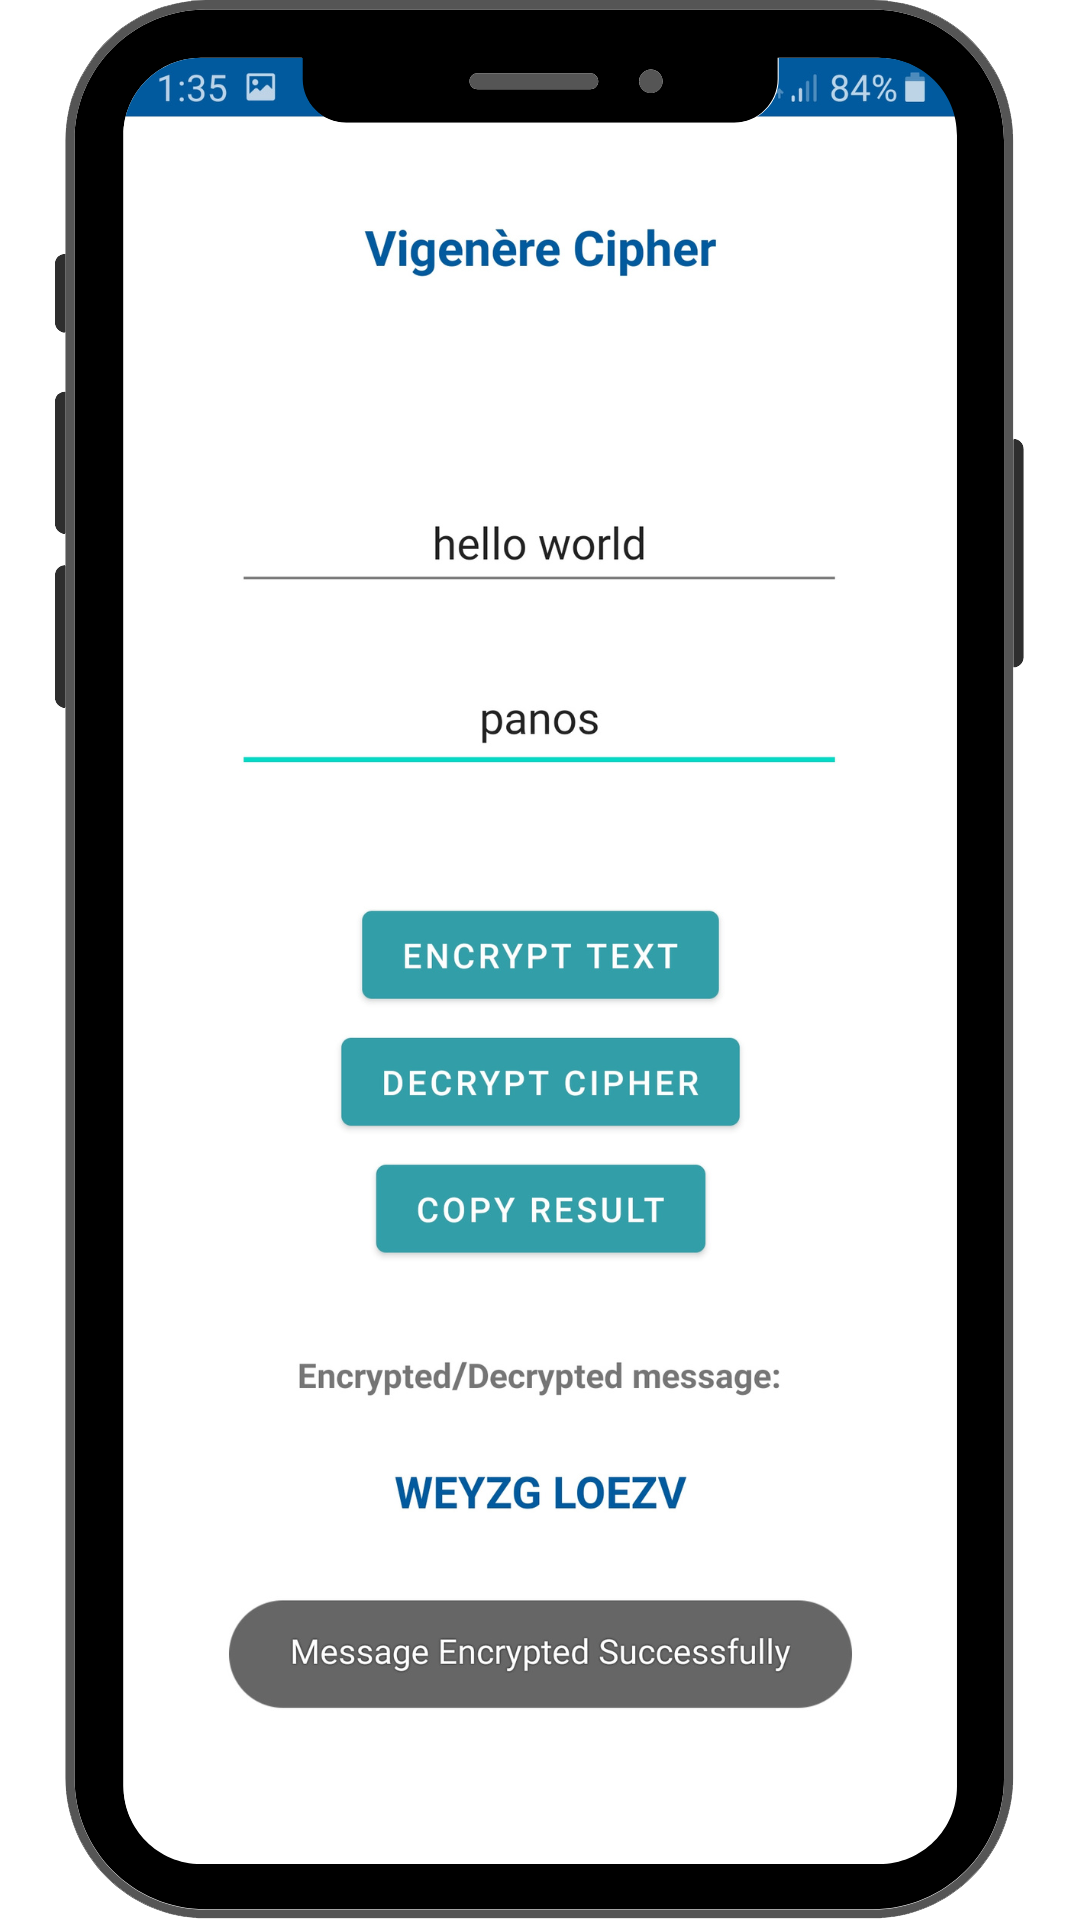 1:35 84%
Vigenère Cipher
hello world
panos
ENCRYPT TEXT
DECRYPT CIPHER
COPY RESULT
Encrypted/Decrypted message:
WEYZG LOEZV
Message Encrypted Successfully